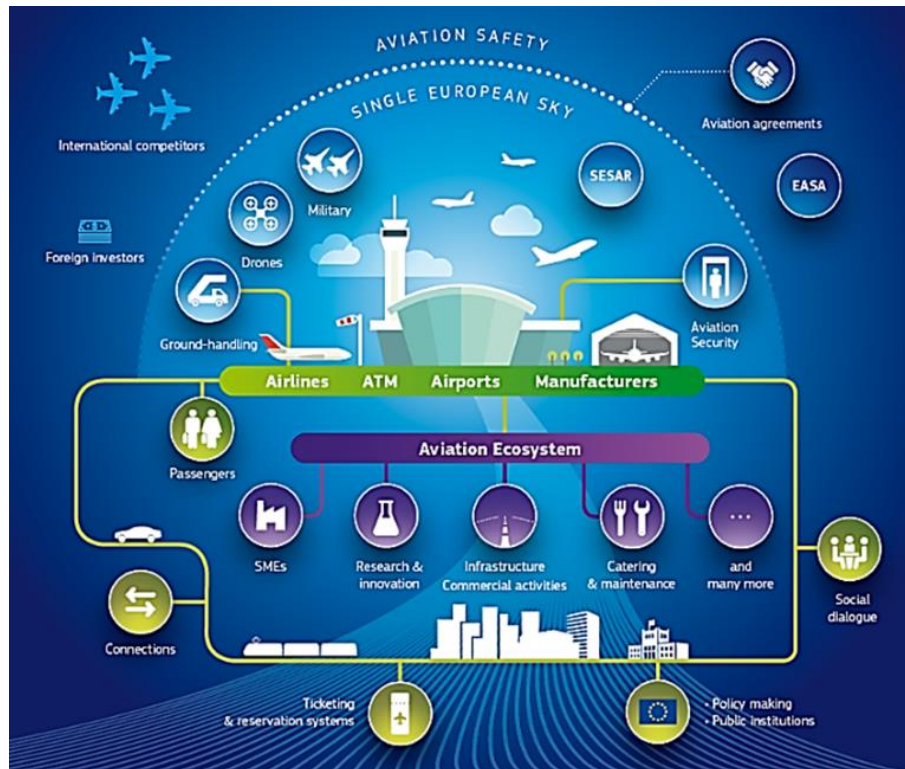 AVIATION SAFETY
SINGLE EUROPEAN SKY
International competitors
Aviation agreements
SESAR
EASA
Military
Foreign investors
Drones
Ground-handling
Aviation
Security
Airlines ATM Airports Manufacturers
Passengers
Aviation Ecosystem
SMEs
Research &
innovation
Infrastructure
Commercial activities
Catering
& maintenance
...
and
many more
Social
dialogue
Connections
Ticketing
& reservation systems
• Policy making
• Public institutions